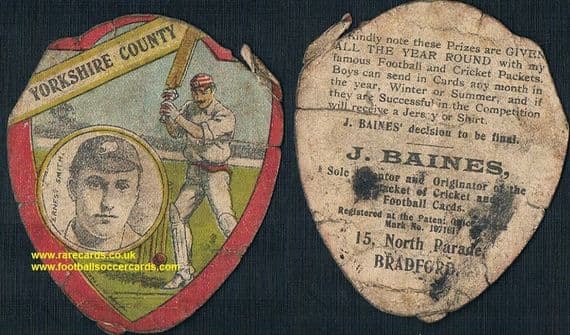 YORKSHIRE COUNTY
ERNEST SMITH.
www.rarecards.co.uk
www.footballsoccercards.com
Kindly note these Prizes are GIVEN
ALL THE YEAR ROUND with my
famous Football and Cricket Packets.
Boys can send in Cards any month in
the year, Winter or Summer, and if
they are Successful in the Competition
will receive a Jersey or Shirt.
J. BAINES' decision to be final.
J. BAINES,
Sole and Originator of the
Packet of Cricket and
Football Cards.
Registered at the Patent Office
Mark No.
15, North Parade,
BRADFORD.